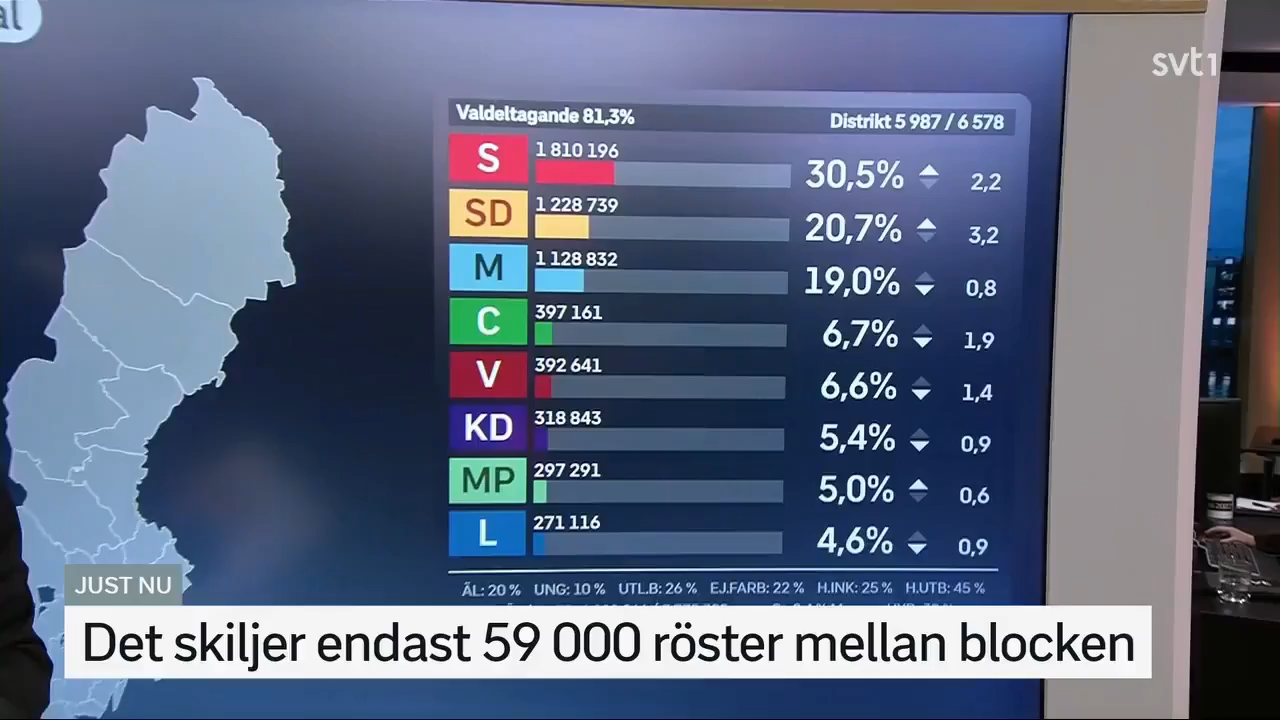 al
svt1
Valdeltagande 81,3% Distrikt 5 987 / 6 578
S 1 810 196 30,5% 2,2
SD 1 228 739 20,7% 3,2
M 1 128 832 19,0% 0,8
C 397 161 6,7% 1,9
V 392 641 6,6% 1,4
KD 318 843 5,4% 0,9
MP 297 291 5,0% 0,6
L 271 116 4,6% 0,9
ÄL: 20 % UNG: 10 % UTL.B: 26 % EJ.FARB: 22 % H.INK: 25 % H.UTB: 45 %
JUST NU
Det skiljer endast 59 000 röster mellan blocken